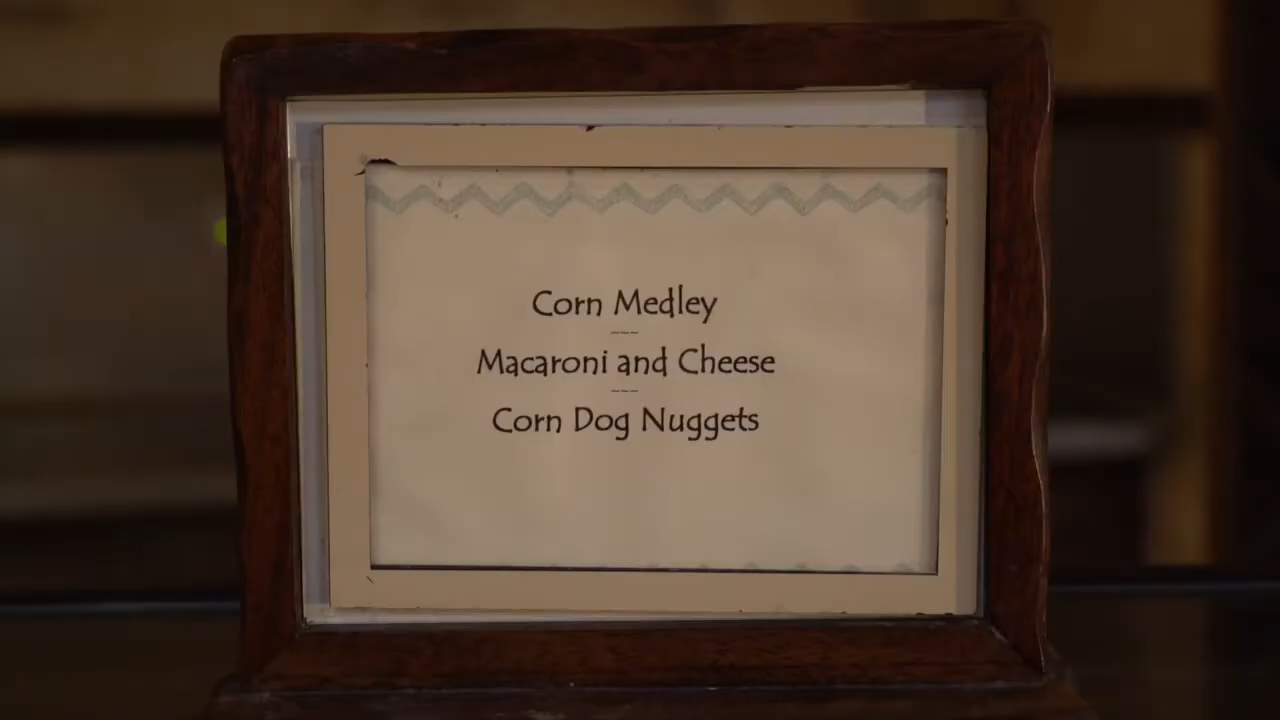 Corn Medley
~~~
Macaroni and Cheese
~~~
Corn Dog Nuggets